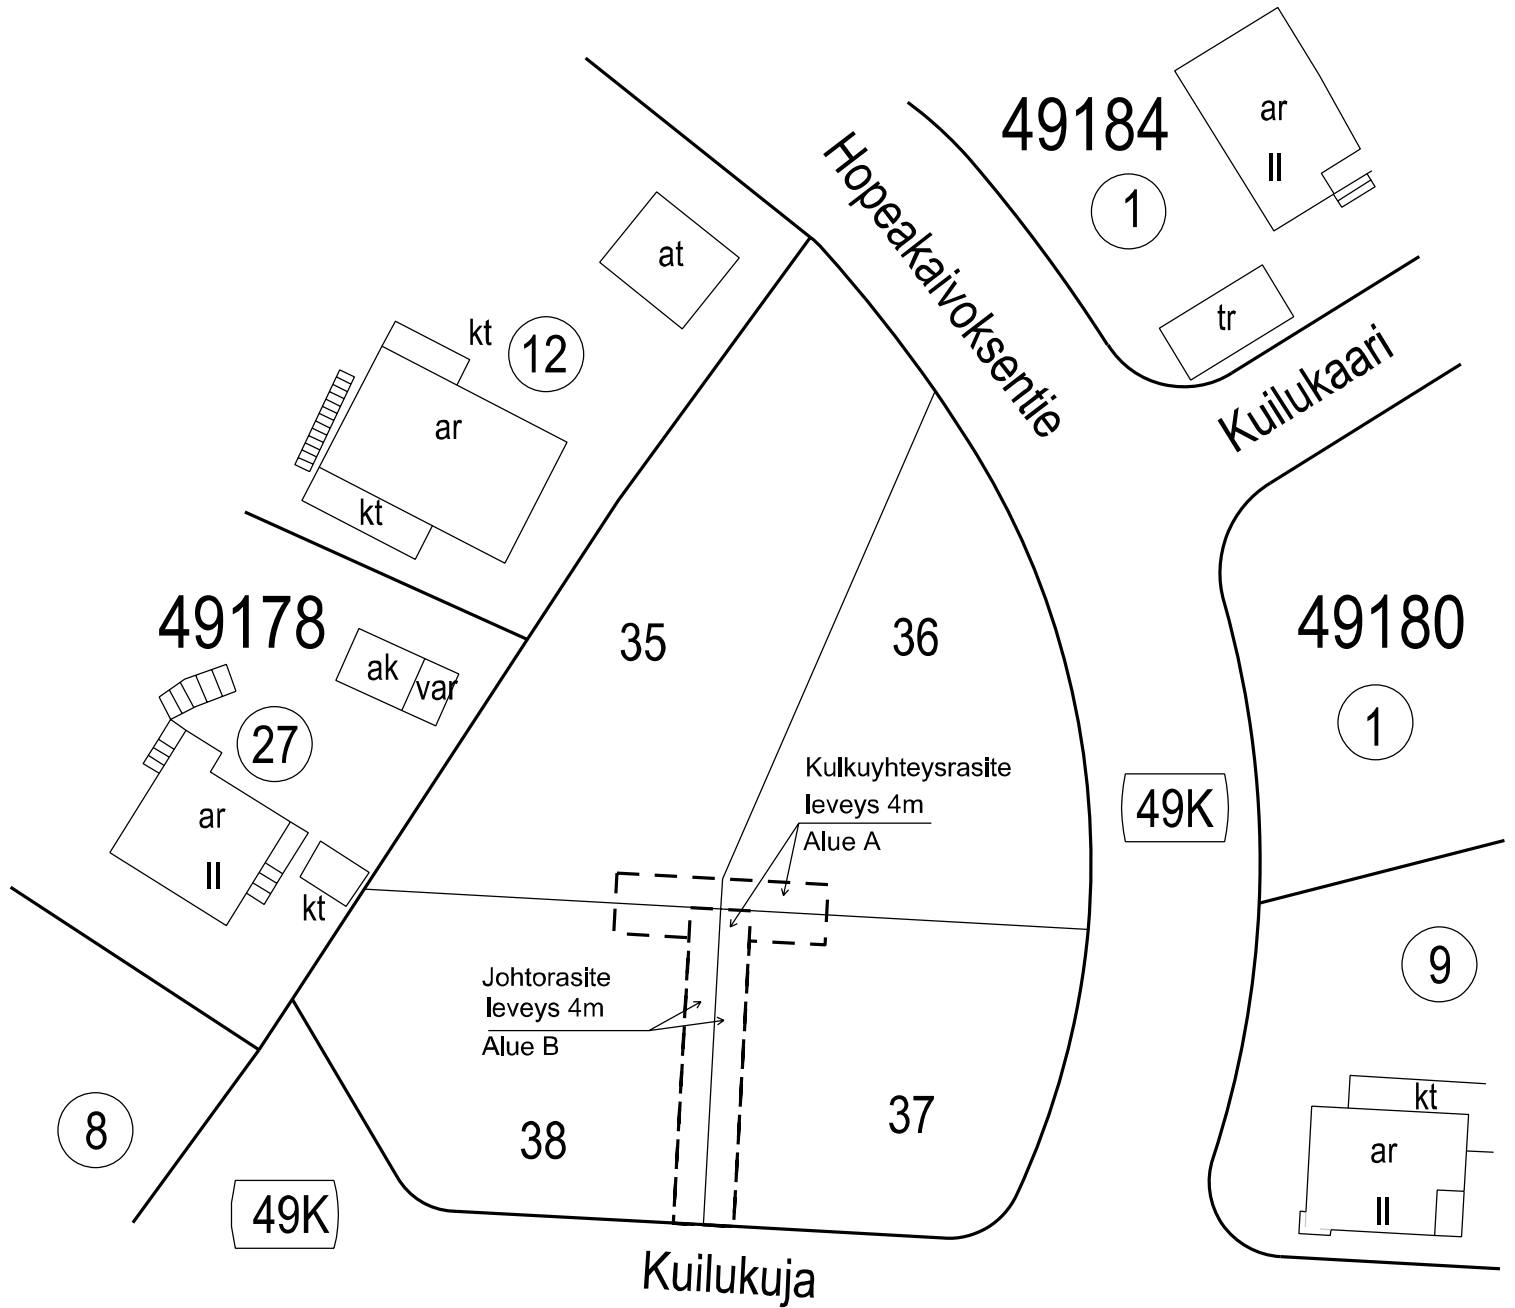 49184
ar
II
1
Hopeakaivoksentie
at
tr
kt
12
Kuilukaari
ar
kt
49178
35
36
49180
ak
var
27
1
Kulkuyhteysrasite
leveys 4m
Alue A
49K
ar
II
kt
9
Johtorasite
leveys 4m
Alue B
kt
8
38
37
ar
II
49K
Kuilukuja